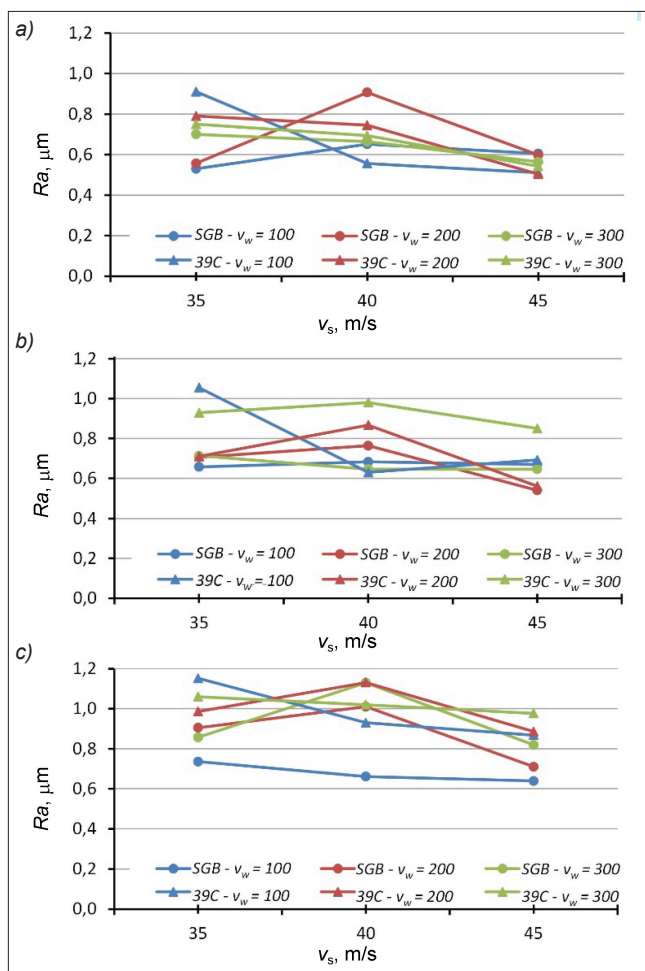 a)
1,2
1,0
0,8
0,6
0,4
0,2
0,0
Ra, μm
SGB - vw = 100 SGB - vw = 200 SGB - vw = 300
39C - vw = 100 39C - vw = 200 39C - vw = 300
35 40 45
vs, m/s
b)
1,2
1,0
0,8
0,6
0,4
0,2
0,0
Ra, μm
SGB - vw = 100 SGB - vw = 200 SGB - vw = 300
39C - vw = 100 39C - vw = 200 39C - vw = 300
35 40 45
vs, m/s
c)
1,2
1,0
0,8
0,6
0,4
0,2
0,0
Ra, μm
SGB - vw = 100 SGB - vw = 200 SGB - vw = 300
39C - vw = 100 39C - vw = 200 39C - vw = 300
35 40 45
vs, m/s